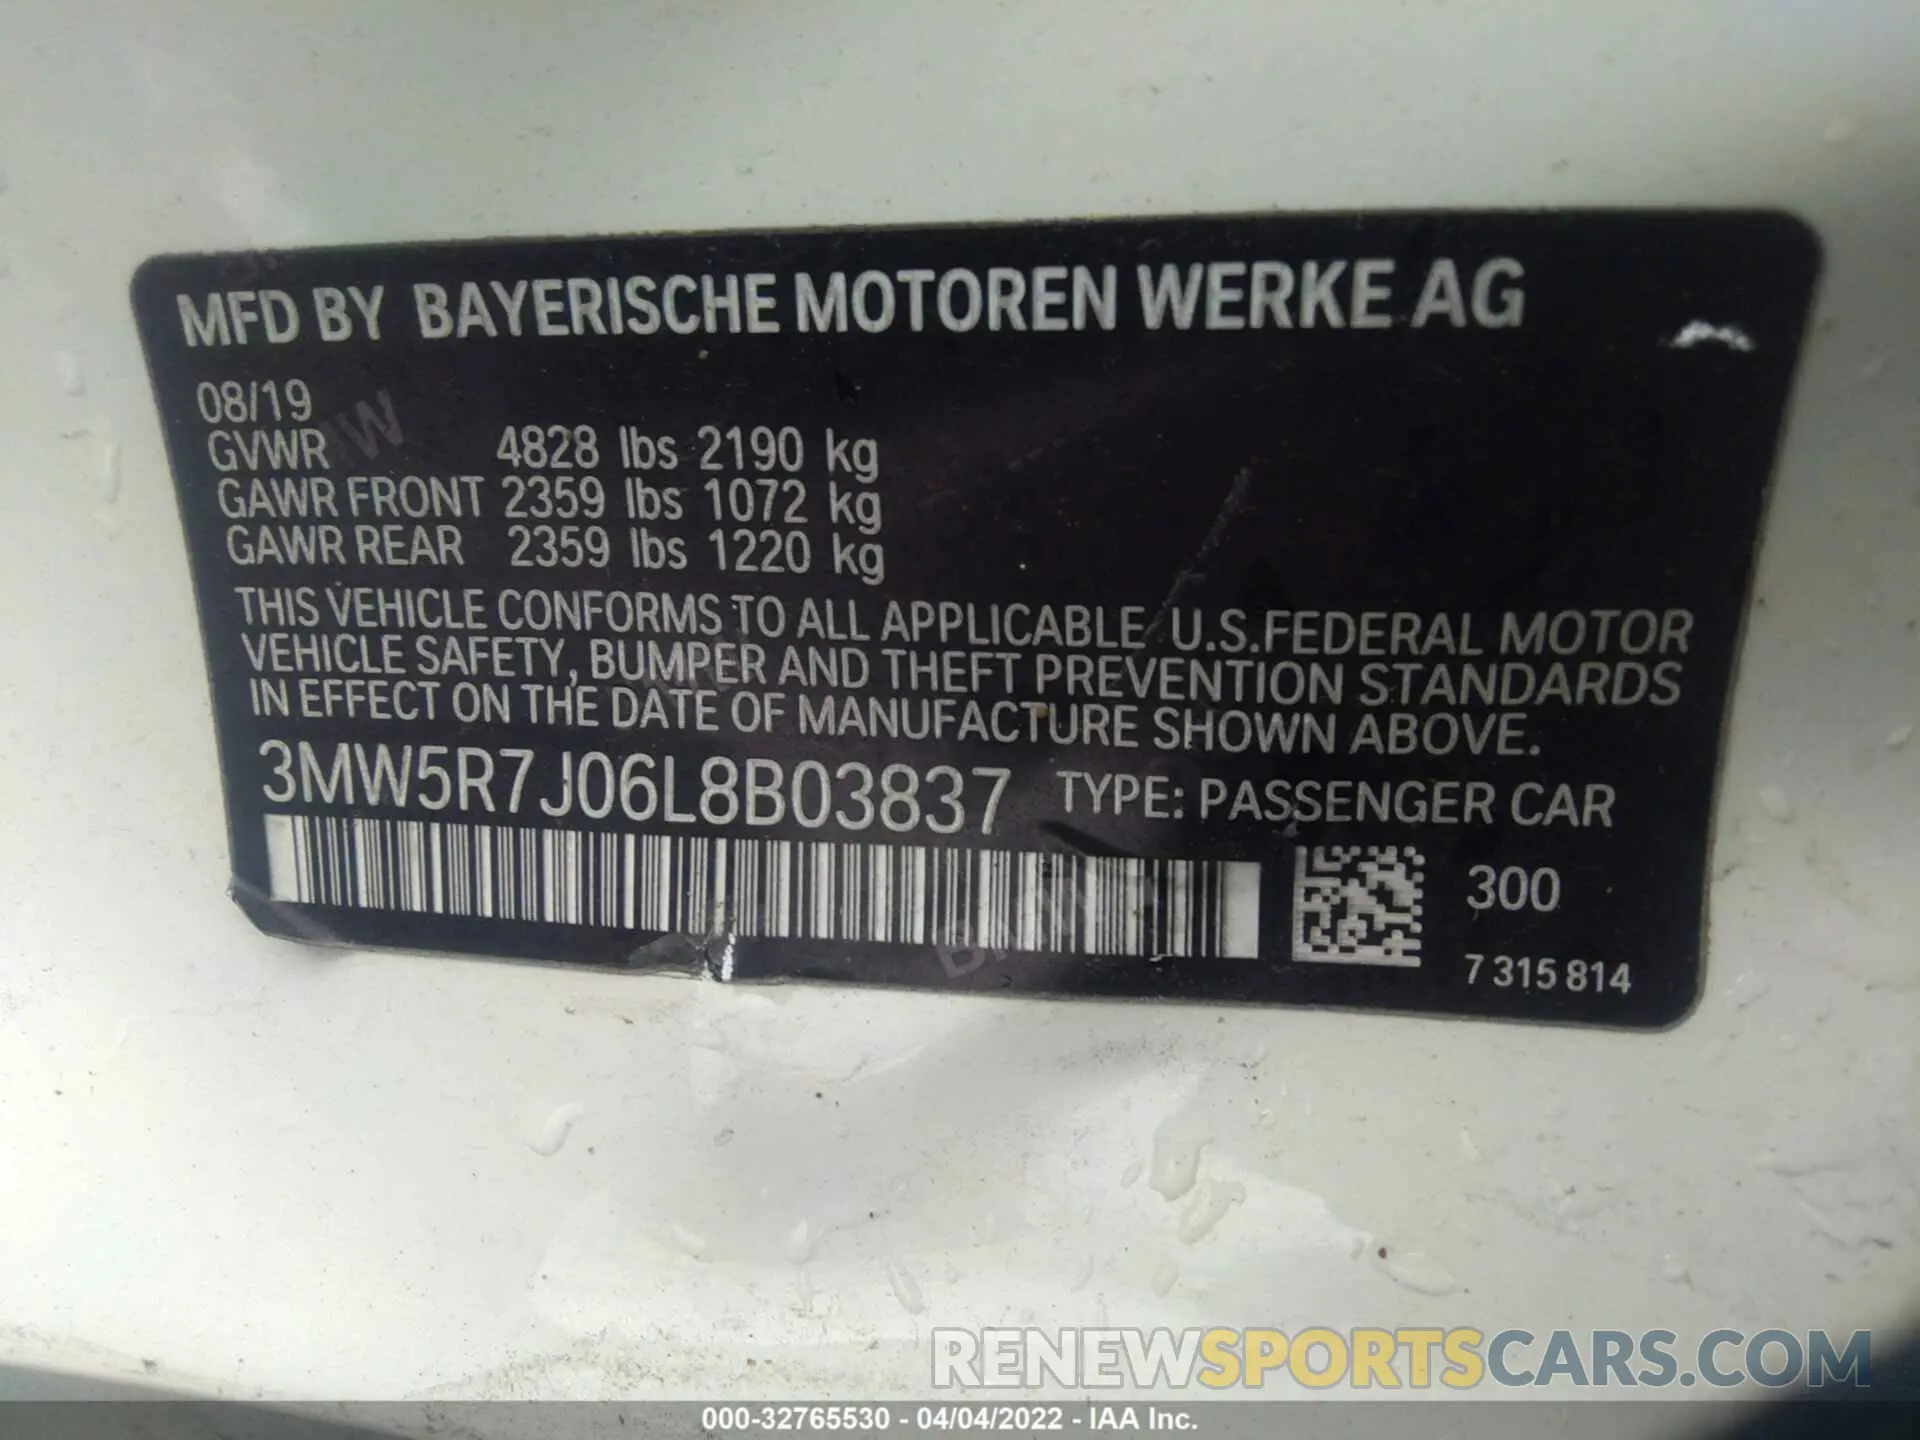 MFD BY BAYERISCHE MOTOREN WERKE AG
08/19
GVWR 4828 lbs 2190 kg
GAWR FRONT 2359 lbs 1072 kg
GAWR REAR 2359 lbs 1220 kg
THIS VEHICLE CONFORMS TO ALL APPLICABLE U.S.FEDERAL MOTOR
VEHICLE SAFETY, BUMPER AND THEFT PREVENTION STANDARDS
IN EFFECT ON THE DATE OF MANUFACTURE SHOWN ABOVE.
3MW5R7J06L8B03837 TYPE: PASSENGER CAR
300
7 315 814
RENEWSPORTSCARS.COM
000-32765530 - 04/04/2022 - IAA Inc.